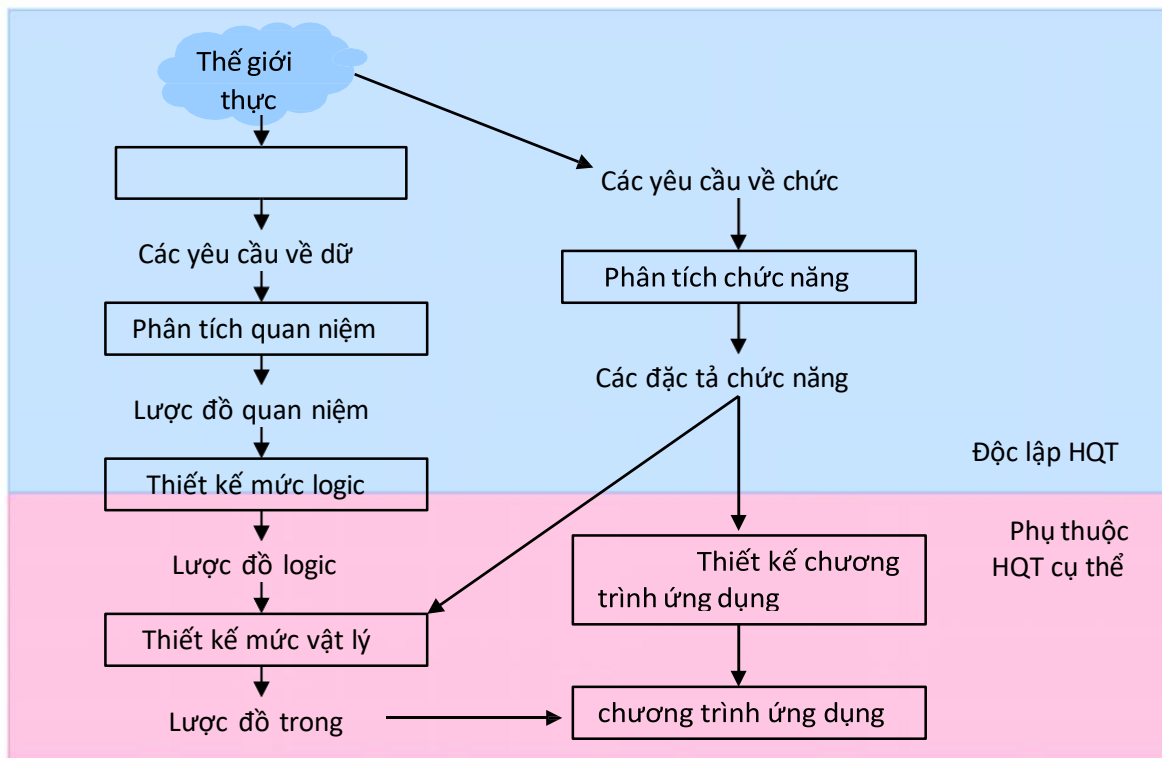 Thế giới
thực
Các yêu cầu về chức
Các yêu cầu về dữ
Phân tích chức năng
Phân tích quan niệm
Các đặc tả chức năng
Lược đồ quan niệm
Độc lập HQT
Thiết kế mức logic
Phụ thuộc
HQT cụ thể
Lược đồ logic
Thiết kế chương
trình ứng dụng
Thiết kế mức vật lý
Lược đồ trong
chương trình ứng dụng